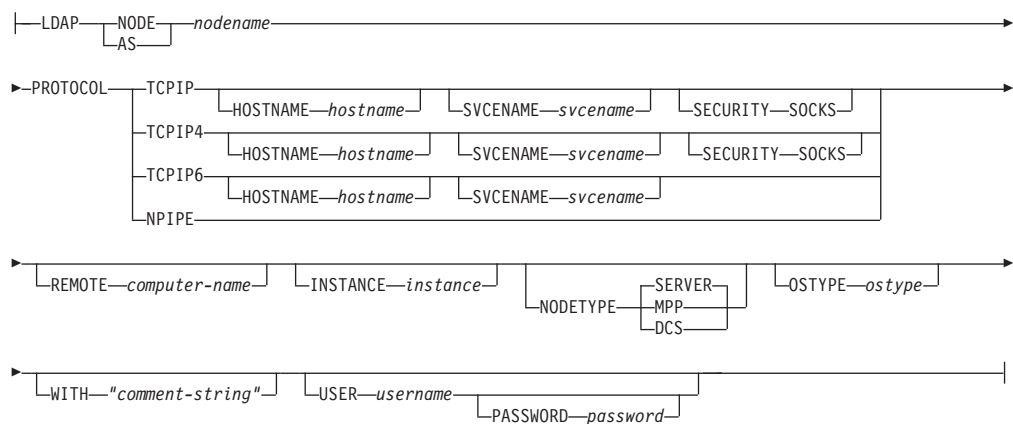 LDAP NODE nodename
AS
PROTOCOL TCPIP
HOSTNAME hostname SVCENAME svcename SECURITY SOCKS
TCPIP4
HOSTNAME hostname SVCENAME svcename SECURITY SOCKS
TCPIP6
HOSTNAME hostname SVCENAME svcename
NPIPE
REMOTE computer-name INSTANCE instance SERVER OSTYPE ostype
NODETYPE MPP
DCS
WITH "comment-string" USER username
PASSWORD password